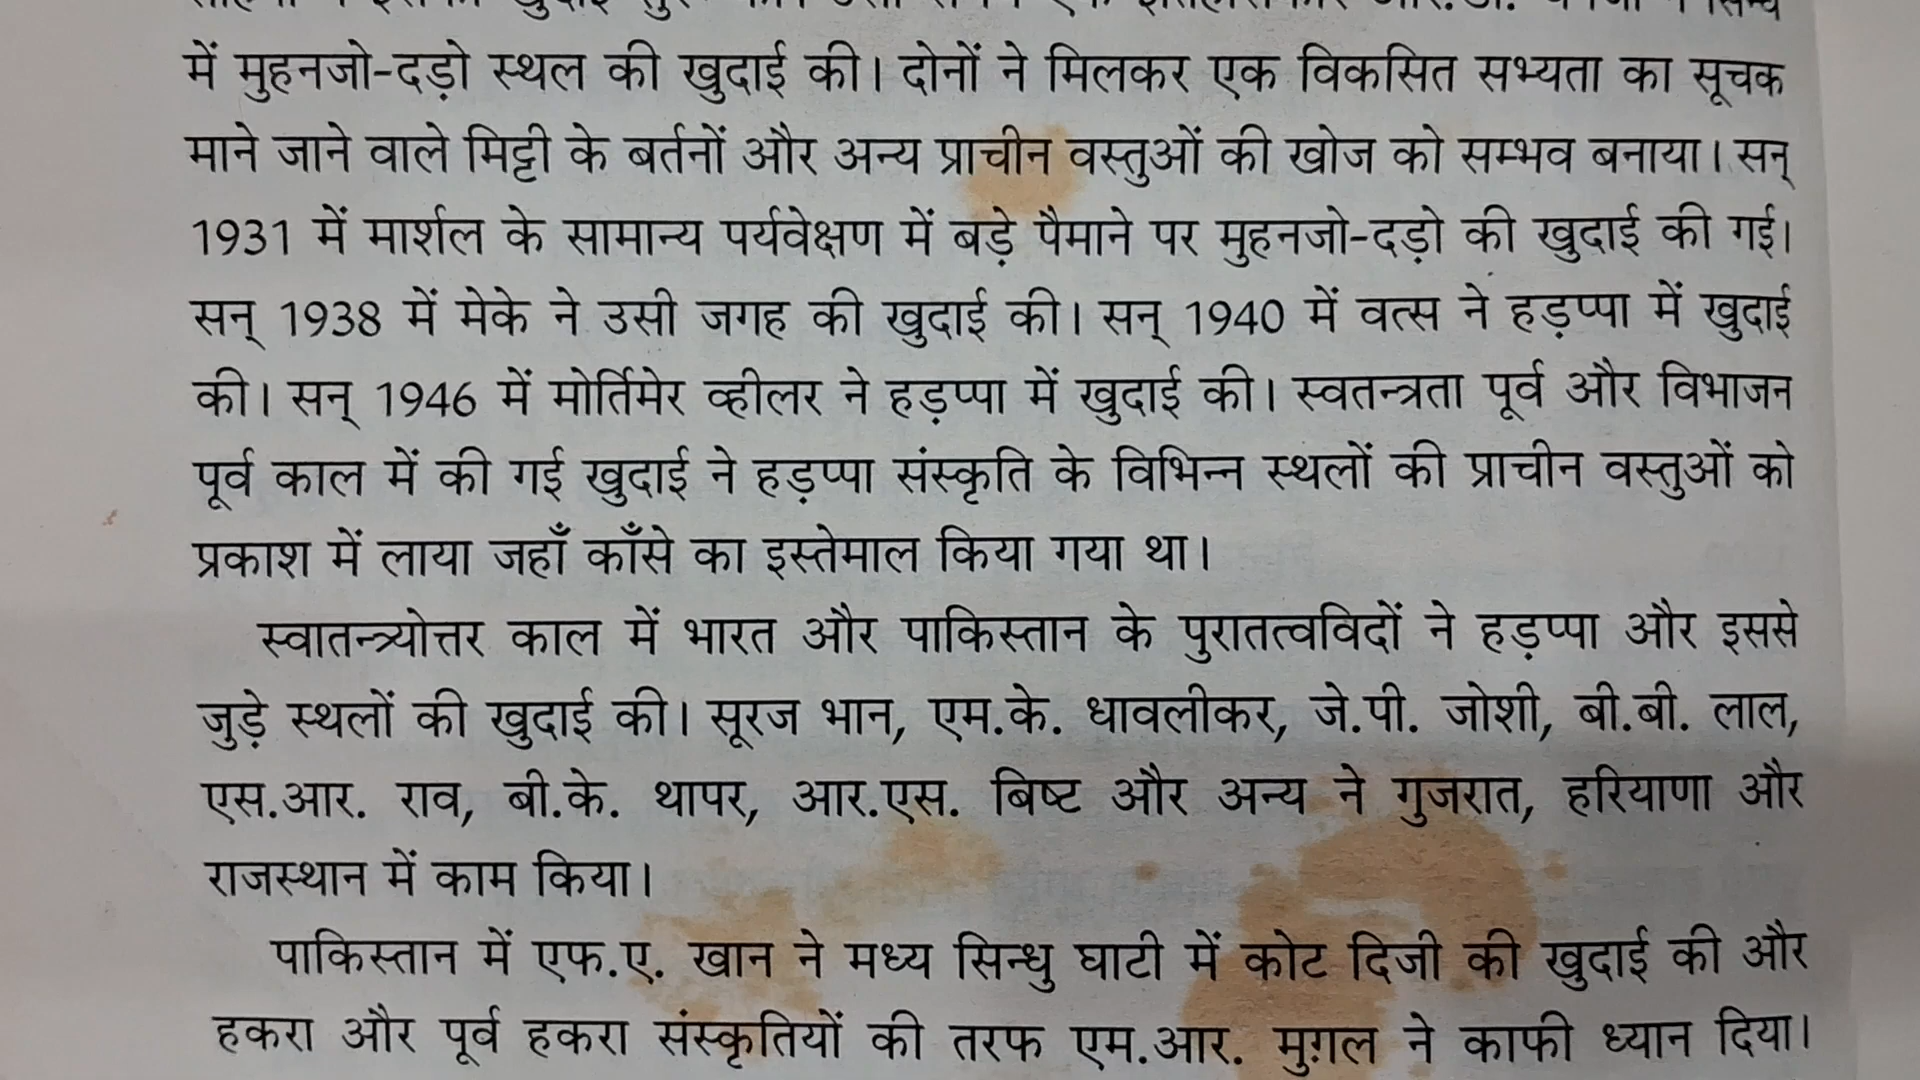 में मुहनजो-दड़ो स्थल की खुदाई की। दोनों ने मिलकर एक विकसित सभ्यता का सूचक
माने जाने वाले मिट्टी के बर्तनों और अन्य प्राचीन वस्तुओं की खोज को सम्भव बनाया। सन्
1931 में मार्शल के सामान्य पर्यवेक्षण में बड़े पैमाने पर मुहनजो-दड़ो की खुदाई की गई।
सन् 1938 में मेके ने उसी जगह की खुदाई की। सन् 1940 में वत्स ने हड़प्पा में खुदाई
की। सन् 1946 में मोर्तिमेर व्हीलर ने हड़प्पा में खुदाई की। स्वतन्त्रता पूर्व और विभाजन
पूर्व काल में की गई खुदाई ने हड़प्पा संस्कृति के विभिन्न स्थलों की प्राचीन वस्तुओं को
प्रकाश में लाया जहाँ काँसे का इस्तेमाल किया गया था।
स्वातन्त्र्योत्तर काल में भारत और पाकिस्तान के पुरातत्वविदों ने हड़प्पा और इससे
जुड़े स्थलों की खुदाई की। सूरज भान, एम.के. धावलीकर, जे.पी. जोशी, बी.बी. लाल,
एस.आर. राव, बी.के. थापर, आर.एस. बिष्ट और अन्य ने गुजरात, हरियाणा और
राजस्थान में काम किया।
पाकिस्तान में एफ.ए. खान ने मध्य सिन्धु घाटी में कोट दिजी की खुदाई की और
हकरा और पूर्व हकरा संस्कृतियों की तरफ एम.आर. मुग़ल ने काफी ध्यान दिया।